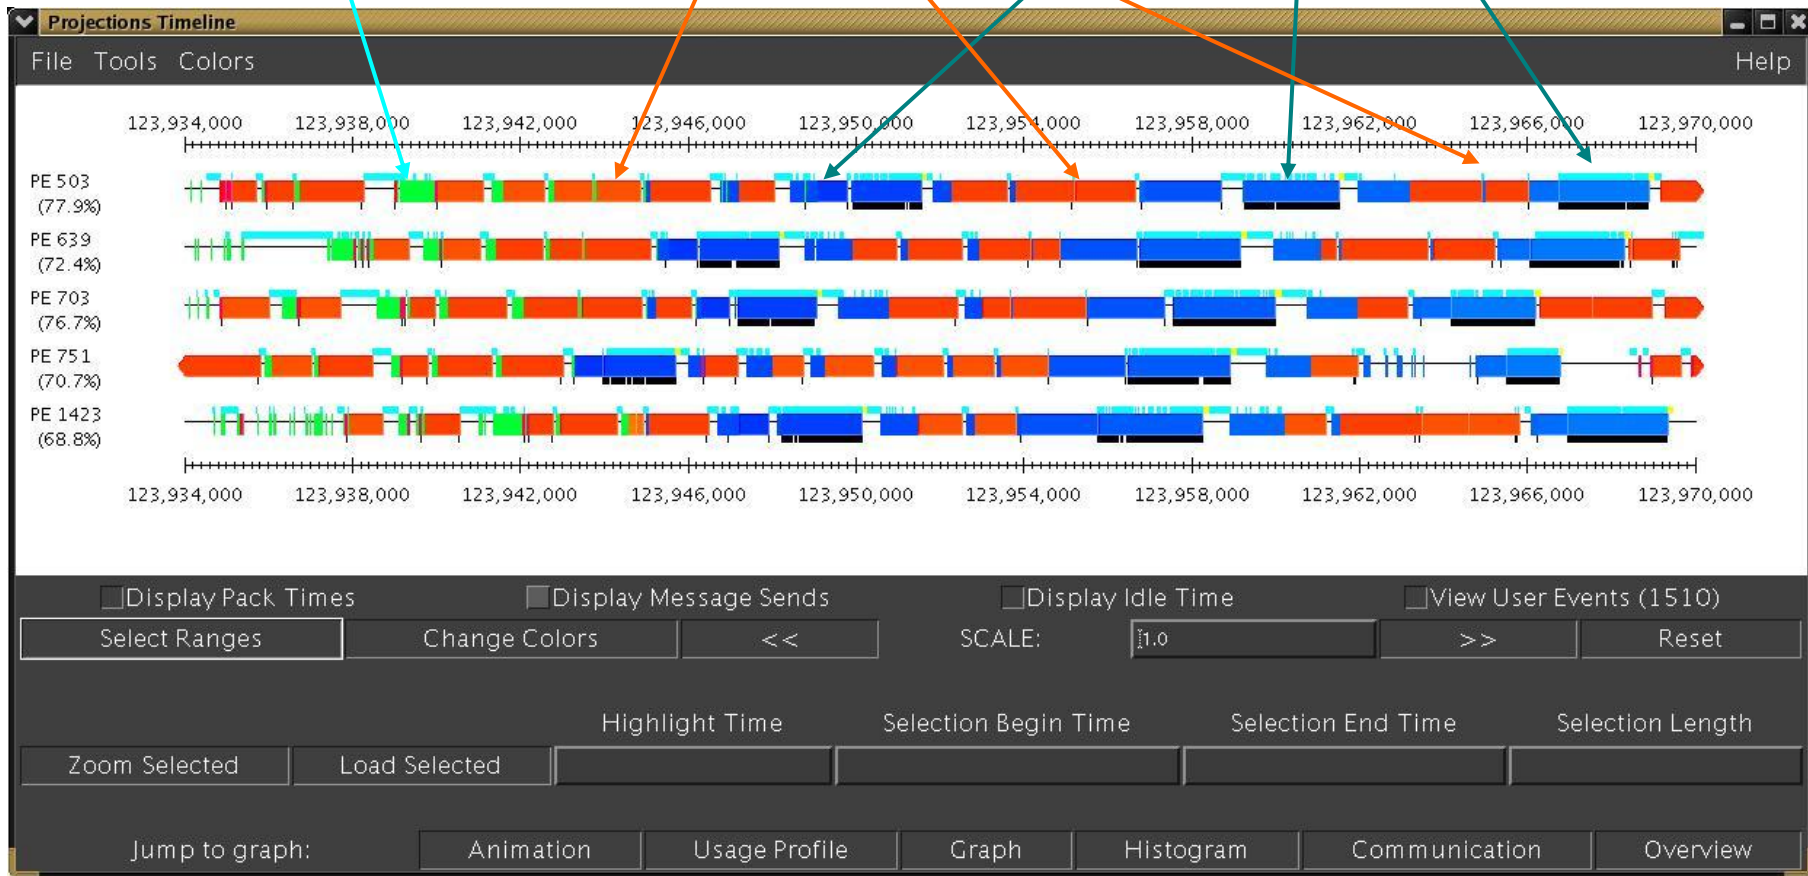 Projections Timeline
File Tools Colors Help
123,934,000 123,938,000 123,942,000 123,946,000 123,950,000 123,954,000 123,958,000 123,962,000 123,966,000 123,970,000
PE 503
(77.9%)
PE 639
(72.4%)
PE 703
(76.7%)
PE 751
(70.7%)
PE 1423
(68.8%)
123,934,000 123,938,000 123,942,000 123,946,000 123,950,000 123,954,000 123,958,000 123,962,000 123,966,000 123,970,000
Display Pack Times Display Message Sends Display Idle Time View User Events (1510)
Select Ranges Change Colors << SCALE: 1.0 >> Reset
Highlight Time Selection Begin Time Selection End Time Selection Length
Zoom Selected Load Selected
Jump to graph: Animation Usage Profile Graph Histogram Communication Overview